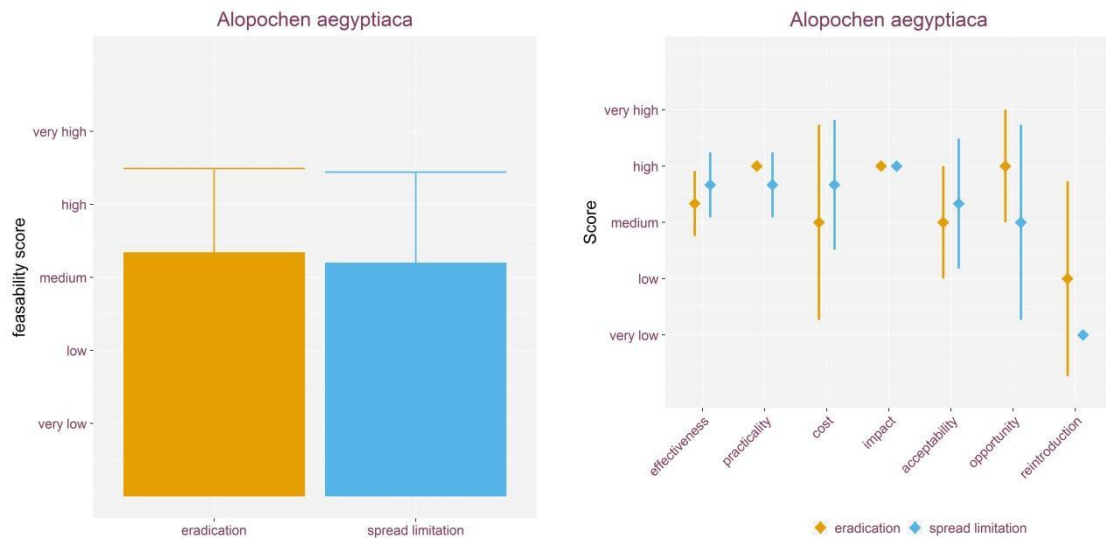 Alopochen aegyptiaca
feasability score
very high
high
medium
low
very low
eradication
spread limitation
Alopochen aegyptiaca
Score
very high
high
medium
low
very low
effectiveness
practicality
cost
impact
acceptability
opportunity
reintroduction
eradication
spread limitation